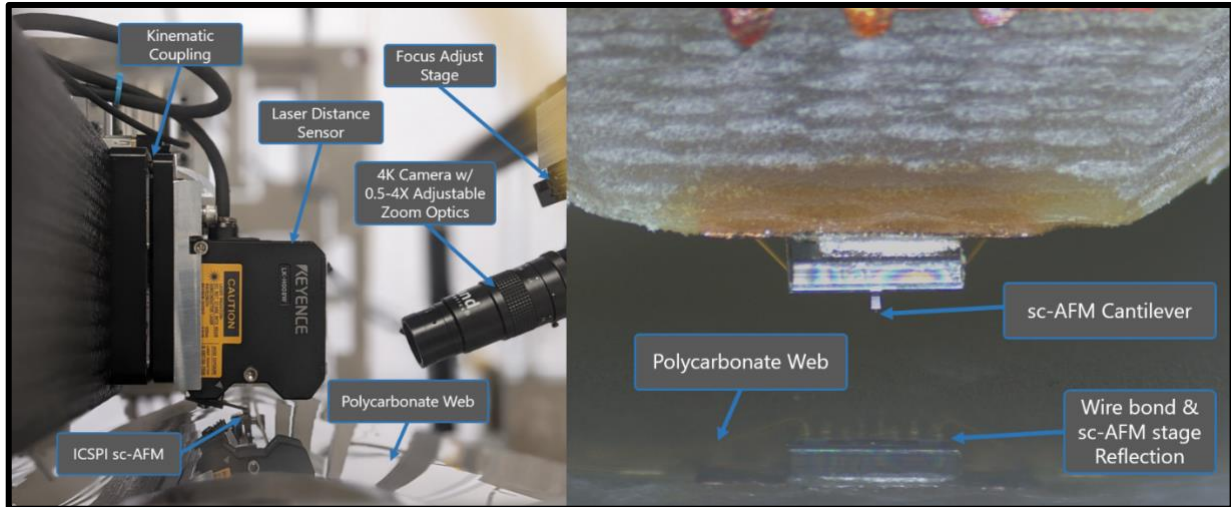 Kinematic
Coupling
Focus Adjust
Stage
Laser Distance
Sensor
4K Camera w/
0.5-4X Adjustable
Zoom Optics
KEYENCE
CAUTION
Polycarbonate Web
ICSPI sc-AFM
sc-AFM Cantilever
Polycarbonate Web
Wire bond &
sc-AFM stage
Reflection